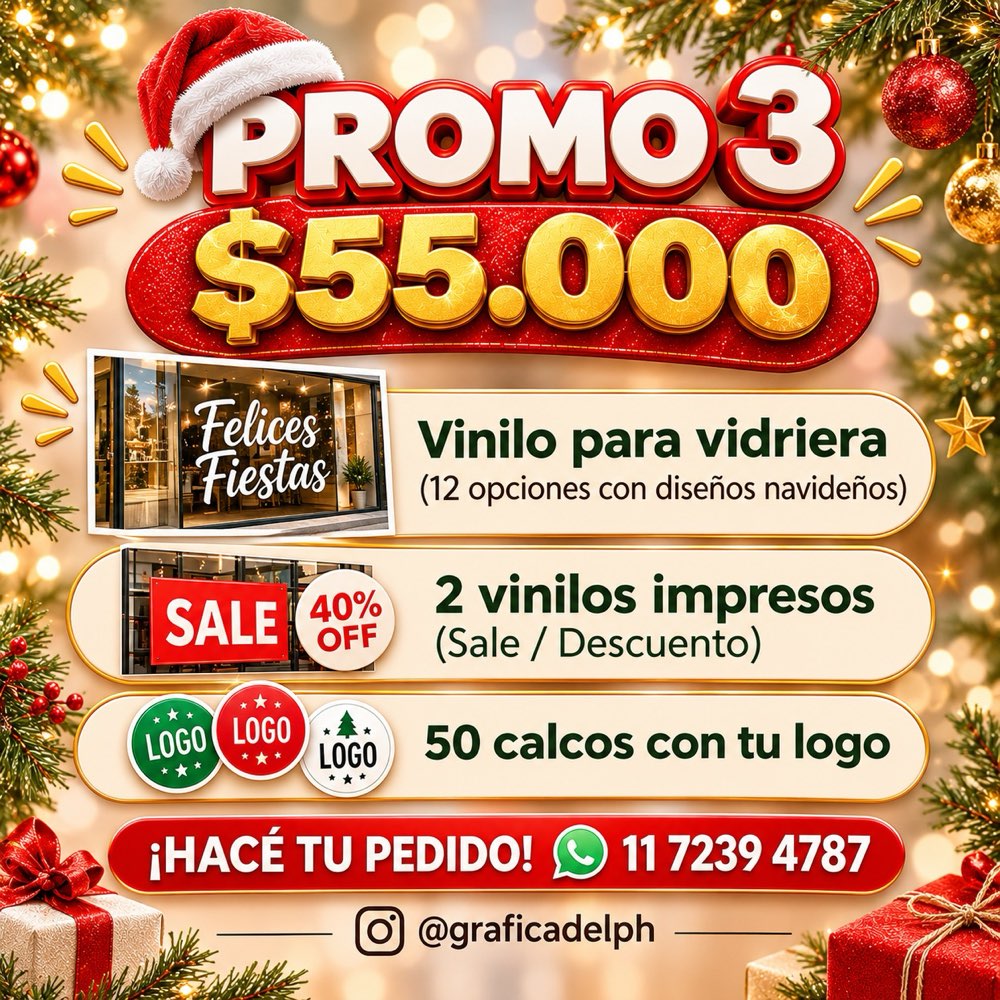 PROMO 3
$55.000
Felices
Fiestas
Vinilo para vidriera
(12 opciones con diseños navideños)
SALE
40%
OFF
2 vinilos impresos
(Sale / Descuento)
LOGO
LOGO
LOGO
50 calcos con tu logo
¡HACÉ TU PEDIDO! 11 7239 4787
@graficadelph